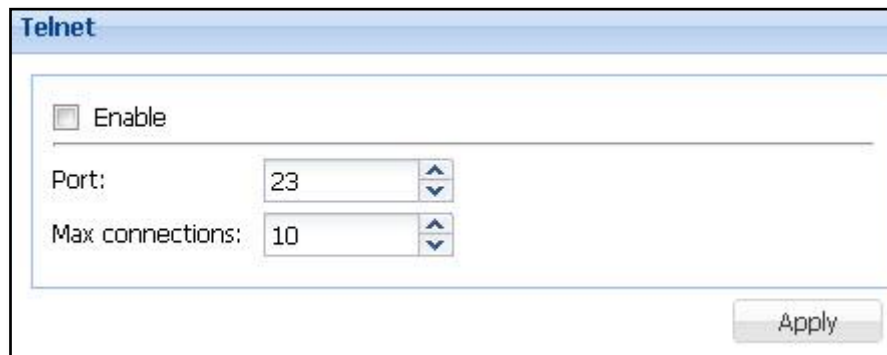 Telnet
Enable
Port: 23
Max connections: 10
Apply